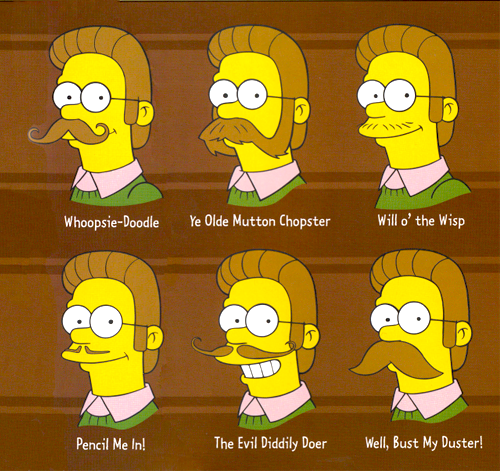 Whoopsie-Doodle
Ye Olde Mutton Chopster
Will o' the Wisp
Pencil Me In!
The Evil Diddily Doer
Well, Bust My Duster!